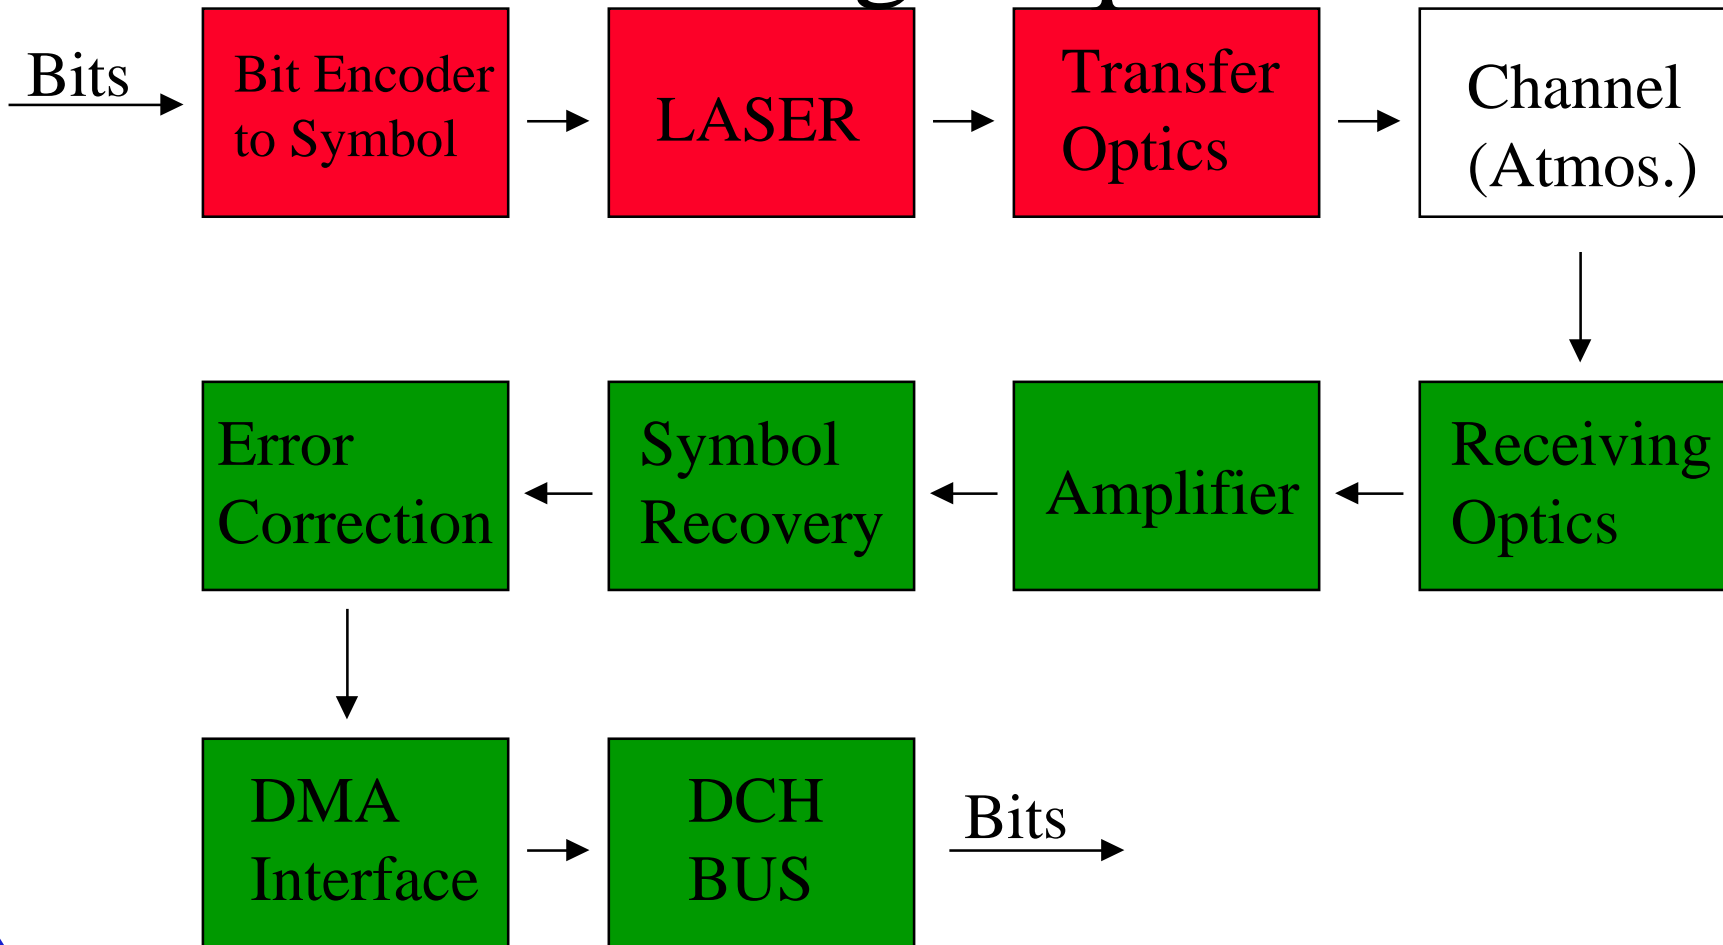 Bits
Bit Encoder
to Symbol
LASER
Transfer
Optics
Channel
(Atmos.)
Error
Correction
Symbol
Recovery
Amplifier
Receiving
Optics
DMA
Interface
DCH
BUS
Bits